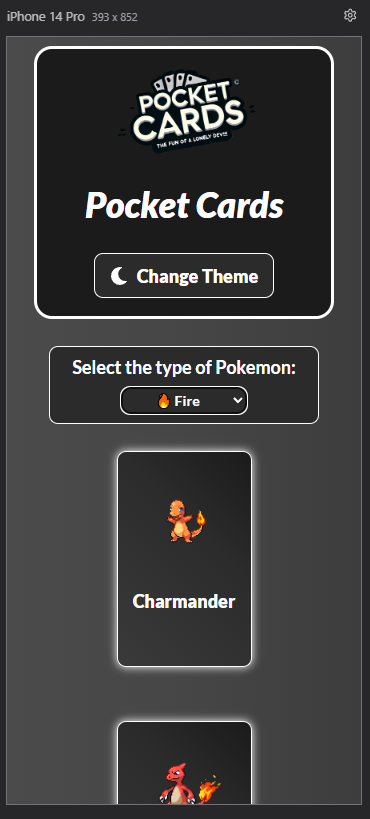 iPhone 14 Pro 393 x 852
POCKET
CARDS
THE FUN OF A LONELY DEV
Pocket Cards
Change Theme
Select the type of Pokemon:
Fire
Charmander